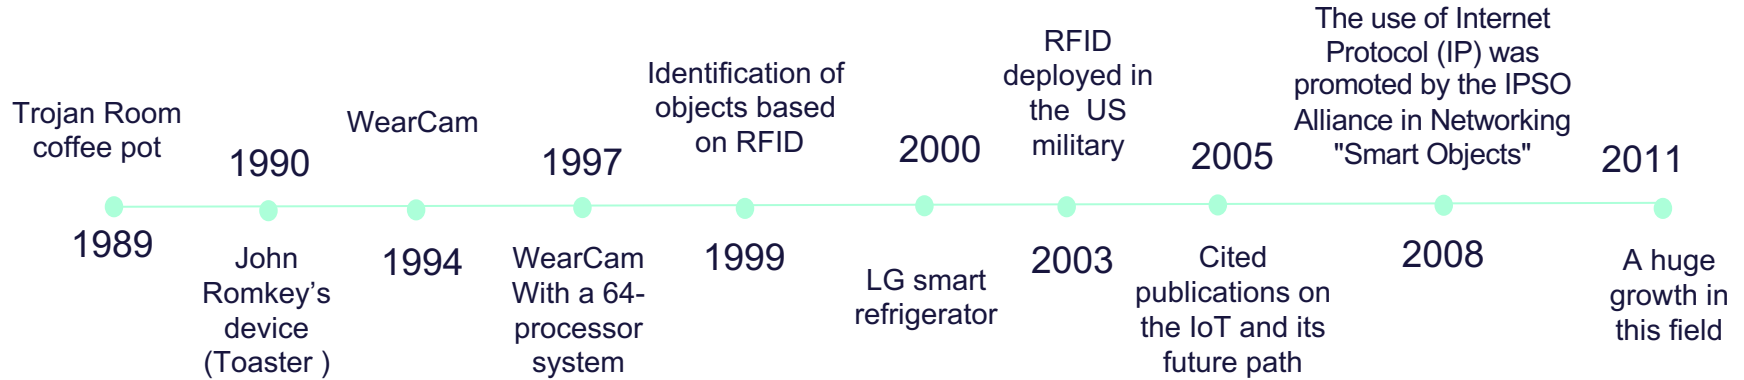 Trojan Room
coffee pot
1989
1990
John
Romkey’s
device
(Toaster )
WearCam
1994
1997
WearCam
With a 64-
processor
system
Identification of
objects based
on RFID
1999
2000
LG smart
refrigerator
RFID
deployed in
the  US
military
2003
2005
Cited
publications on
the IoT and its
future path
The use of Internet
Protocol (IP) was
promoted by the IPSO
Alliance in Networking
"Smart Objects"
2008
2011
A huge
growth in
this field